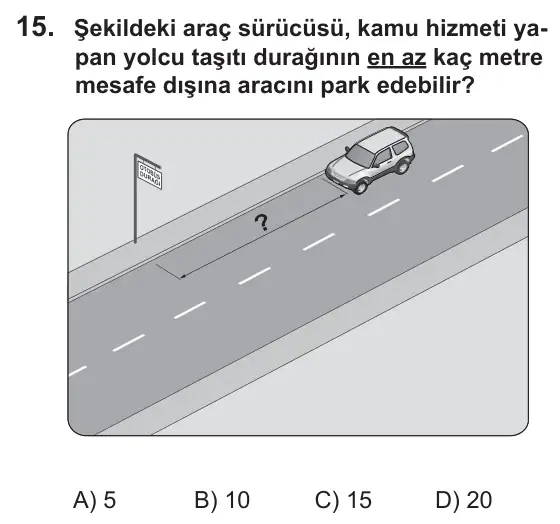 15. Şekildeki araç sürücüsü, kamu hizmeti ya-
pan yolcu taşıtı durağının en az kaç metre
mesafe dışına aracını park edebilir?
OTOBÜS
DURAĞI
?
A) 5 B) 10 C) 15 D) 20